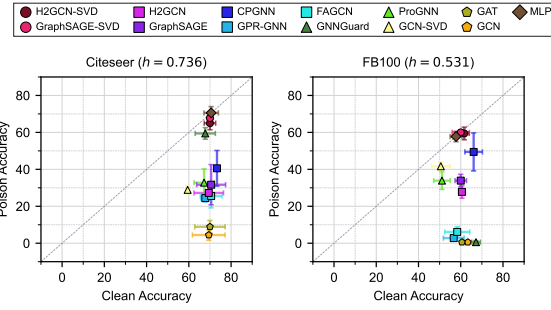 H2GCN-SVD H2GCN CPGNN FAGCN ProGNN GAT MLP
GraphSAGE-SVD GraphSAGE GPR-GNN GNNGuard GCN-SVD GCN
Citeseer (h = 0.736)
FB100 (h = 0.531)
Poison Accuracy
80
60
40
20
0
0 20 40 60 80
Clean Accuracy
Poison Accuracy
80
60
40
20
0
0 20 40 60 80
Clean Accuracy